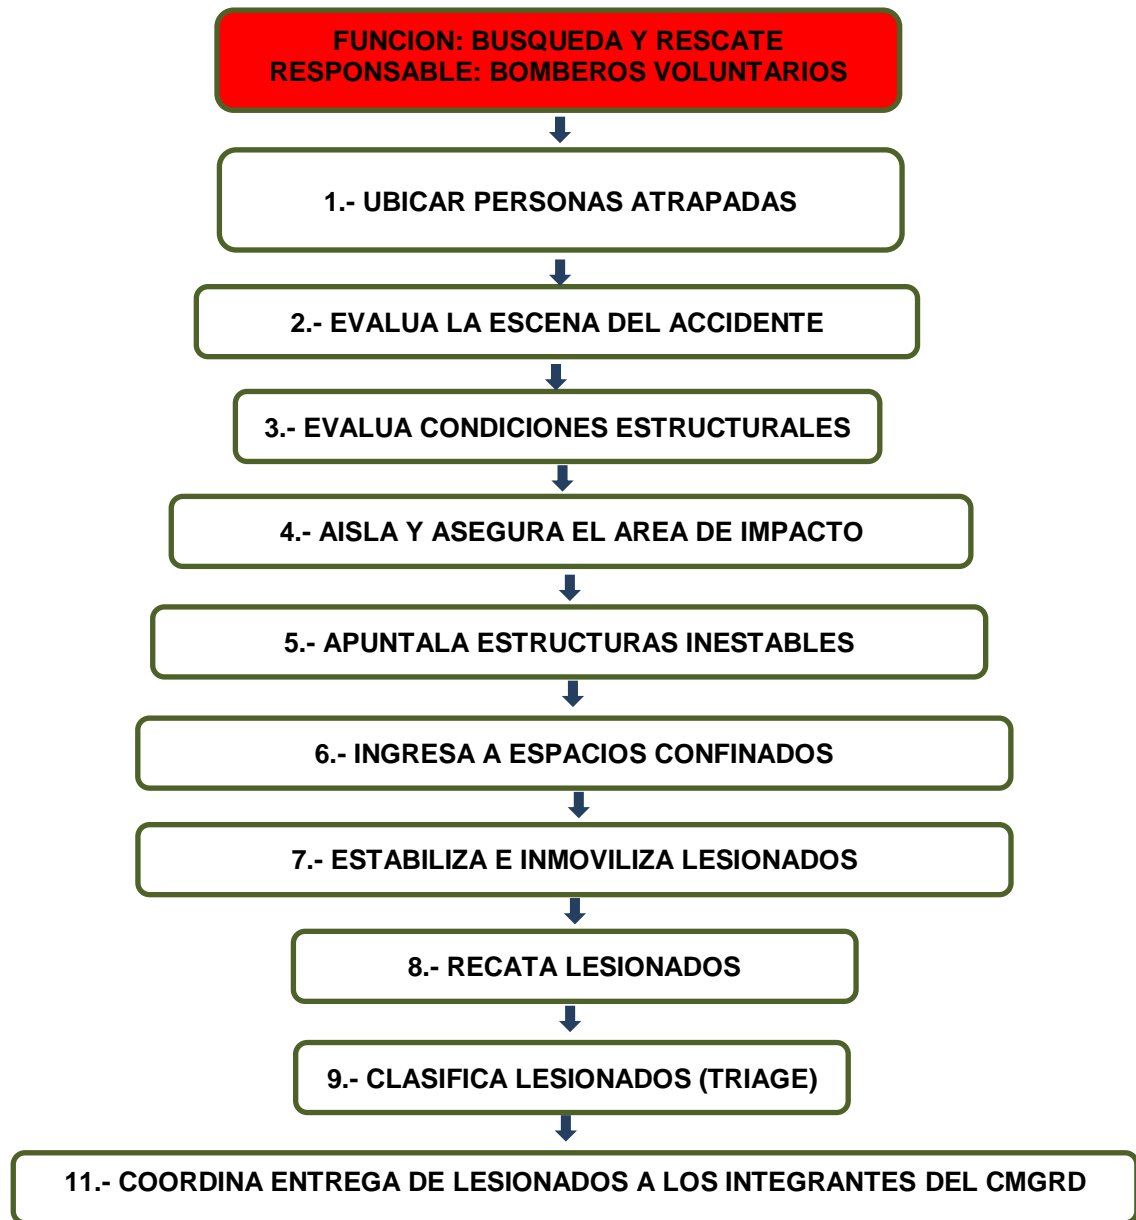 FUNCION: BUSQUEDA Y RESCATE
RESPONSABLE: BOMBEROS VOLUNTARIOS
1.- UBICAR PERSONAS ATRAPADAS
2.- EVALUA LA ESCENA DEL ACCIDENTE
3.- EVALUA CONDICIONES ESTRUCTURALES
4.- AISLA Y ASEGURA EL AREA DE IMPACTO
5.- APUNTALA ESTRUCTURAS INESTABLES
6.- INGRESA A ESPACIOS CONFINADOS
7.- ESTABILIZA E INMOVILIZA LESIONADOS
8.- RECATA LESIONADOS
9.- CLASIFICA LESIONADOS (TRIAGE)
11.- COORDINA ENTREGA DE LESIONADOS A LOS INTEGRANTES DEL CMGRD